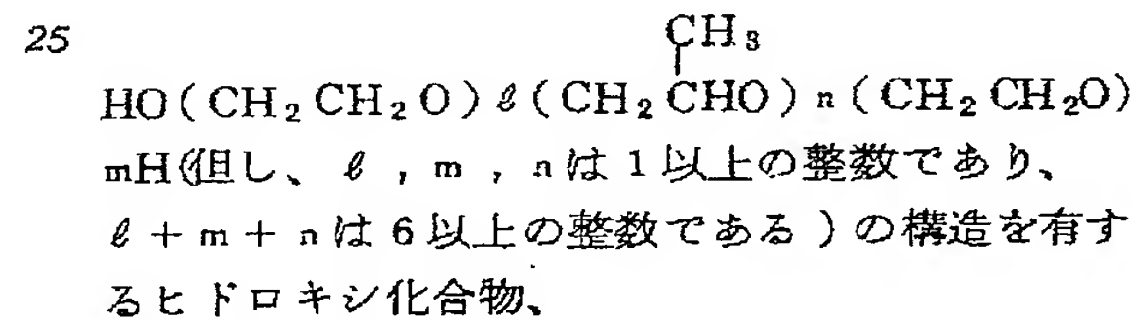 25
CH₃
HO(CH₂CH₂O)ℓ(CH₂CHO)n(CH₂CH₂O)
mH(但し、ℓ，m，nは1以上の整数であり、
ℓ＋m＋nは6以上の整数である）の構造を有す
るヒドロキシ化合物、